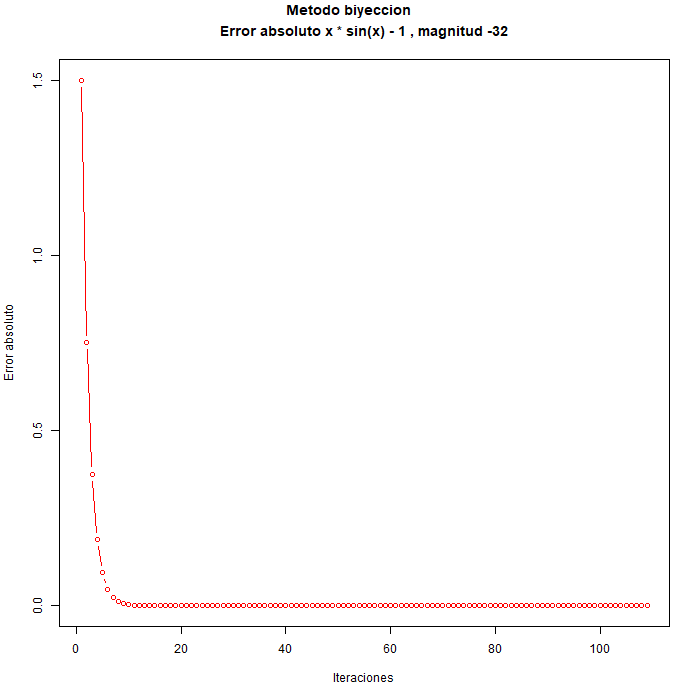 Metodo biyeccion
Error absoluto x * sin(x) - 1 , magnitud -32
1.5
1.0
0.5
0.0
Error absoluto
0 20 40 60 80 100
Iteraciones